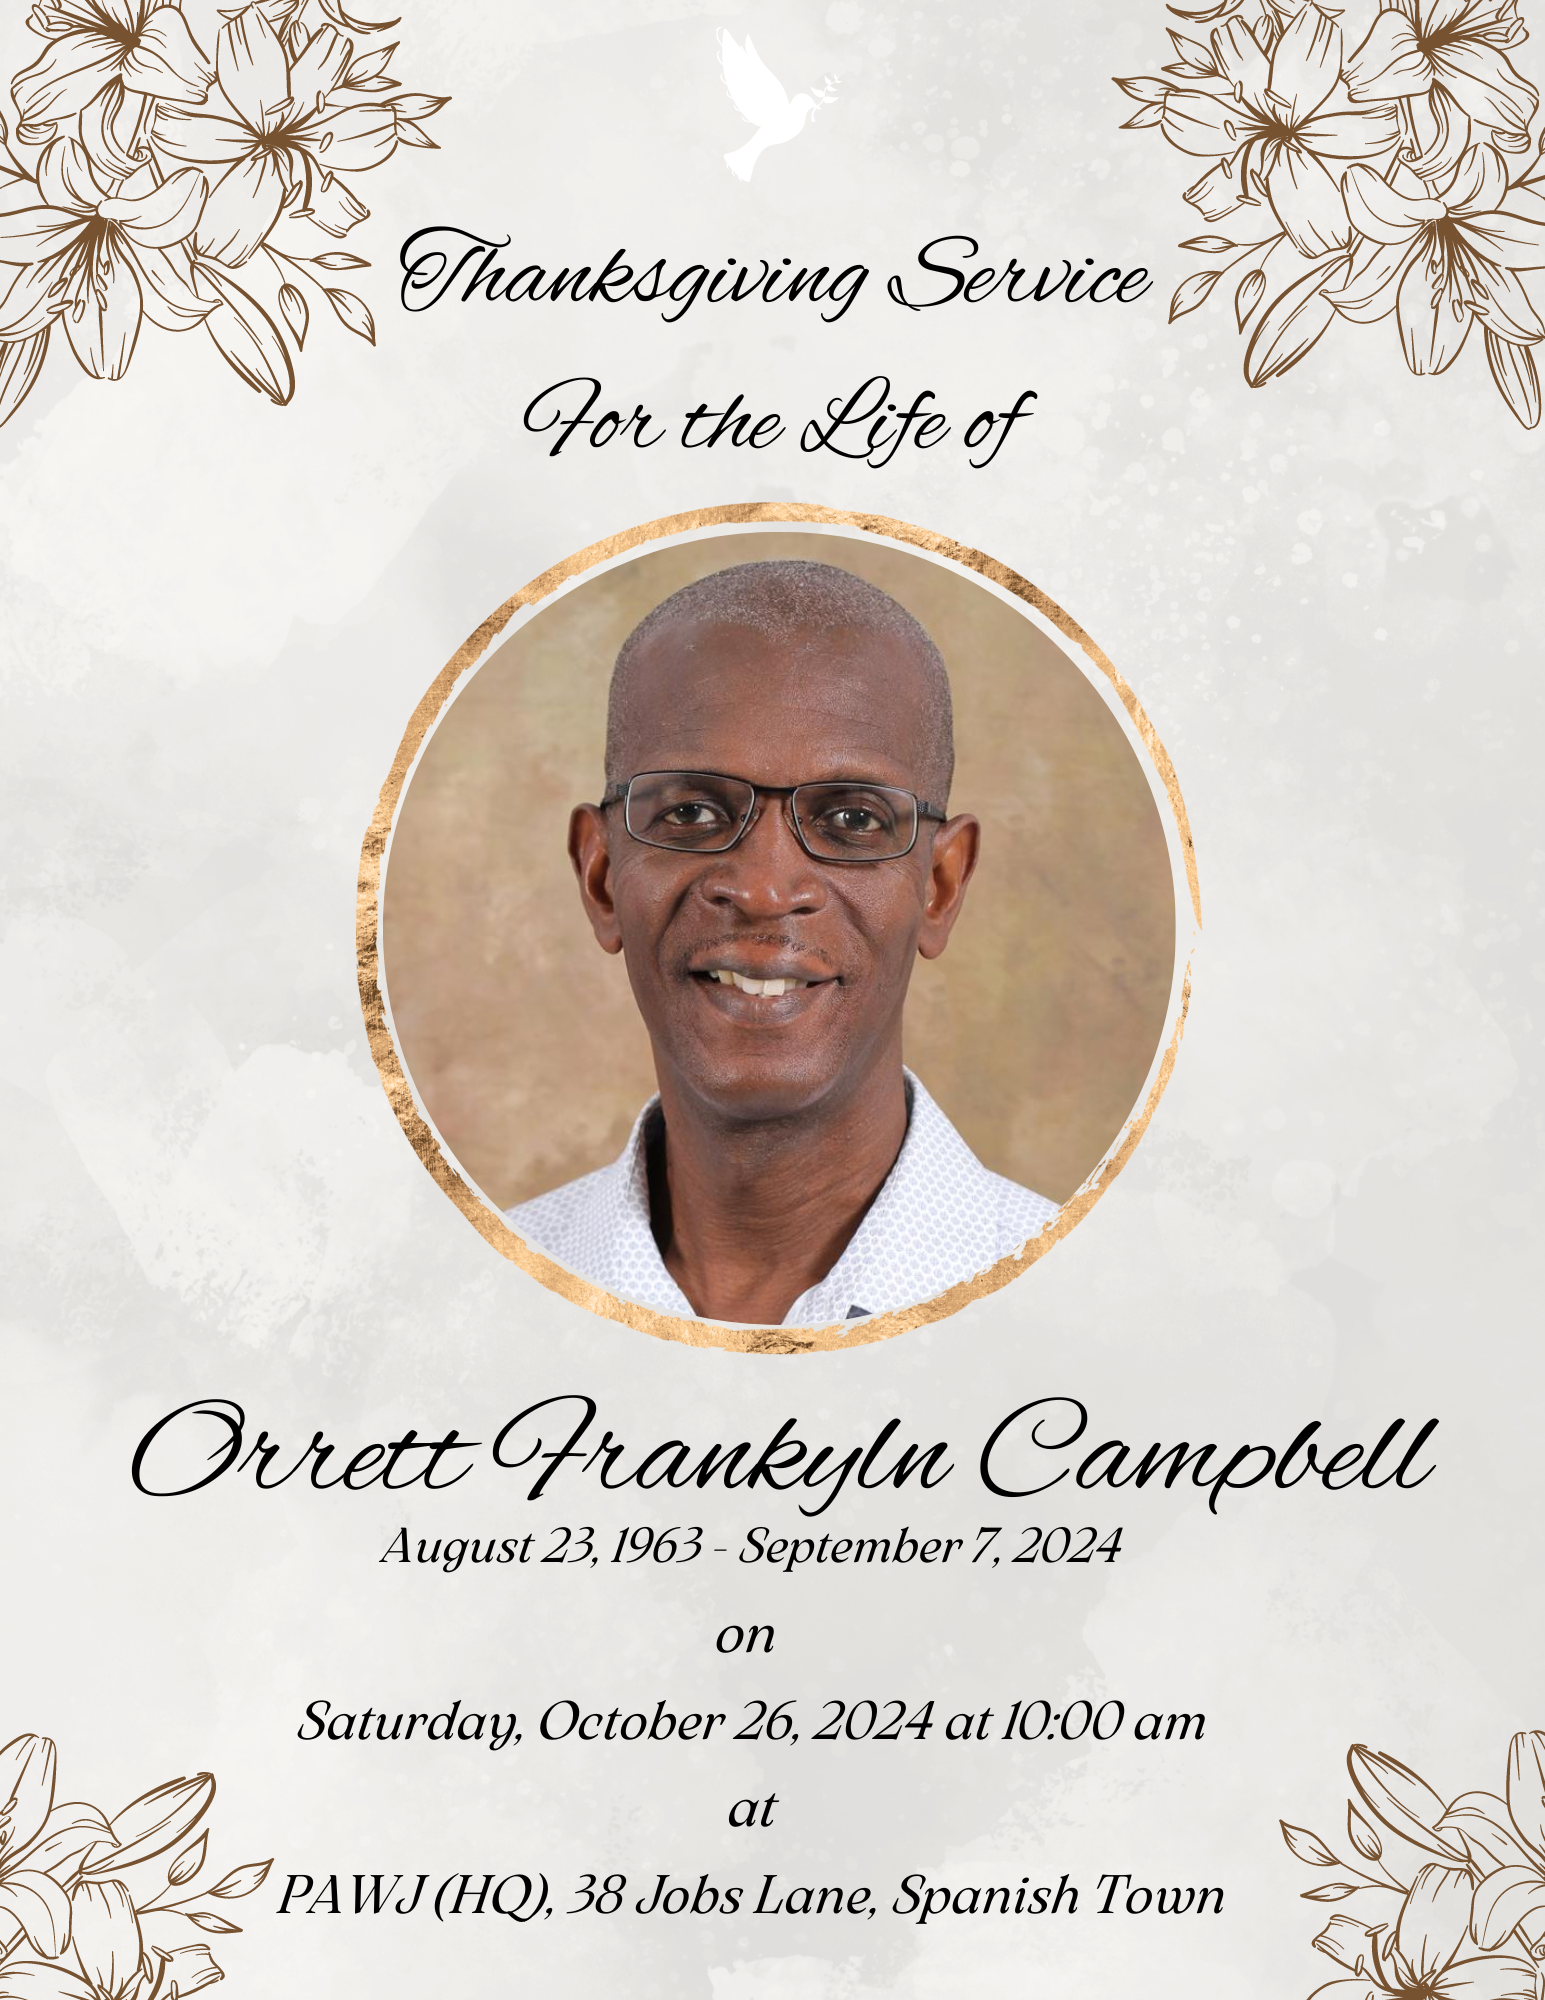 Thanksgiving Service
For the Life of
Orrett Frankyln Campbell
August 23, 1963 - September 7, 2024
on
Saturday, October 26, 2024 at 10:00 am
at
PAWJ (HQ), 38 Jobs Lane, Spanish Town